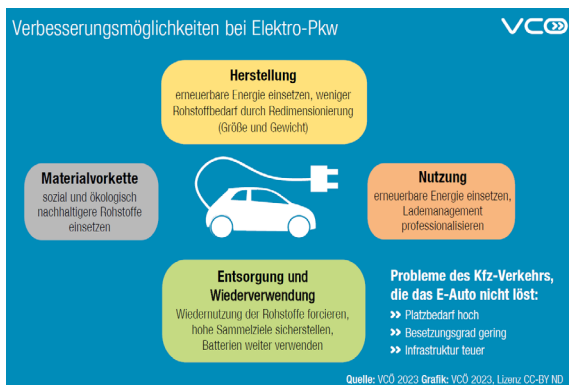 Verbesserungsmöglichkeiten bei Elektro-Pkw
VCÖ
Herstellung
erneuerbare Energie einsetzen, weniger
Rohstoffbedarf durch Redimensionierung
(Größe und Gewicht)
Materialvorkette
sozial und ökologisch
nachhaltigere Rohstoffe
einsetzen
Nutzung
erneuerbare Energie einsetzen,
Lademanagement
professionalisieren
Entsorgung und
Wiederverwendung
Wiedernutzung der Rohstoffe forcieren,
hohe Sammelziele sicherstellen,
Batterien weiter verwenden
Probleme des Kfz-Verkehrs,
die das E-Auto nicht löst:
>> Platzbedarf hoch
>> Besetzungsgrad gering
>> Infrastruktur teuer
Quelle: VCÖ 2023 Grafik: VCÖ 2023, Lizenz CC-BY ND